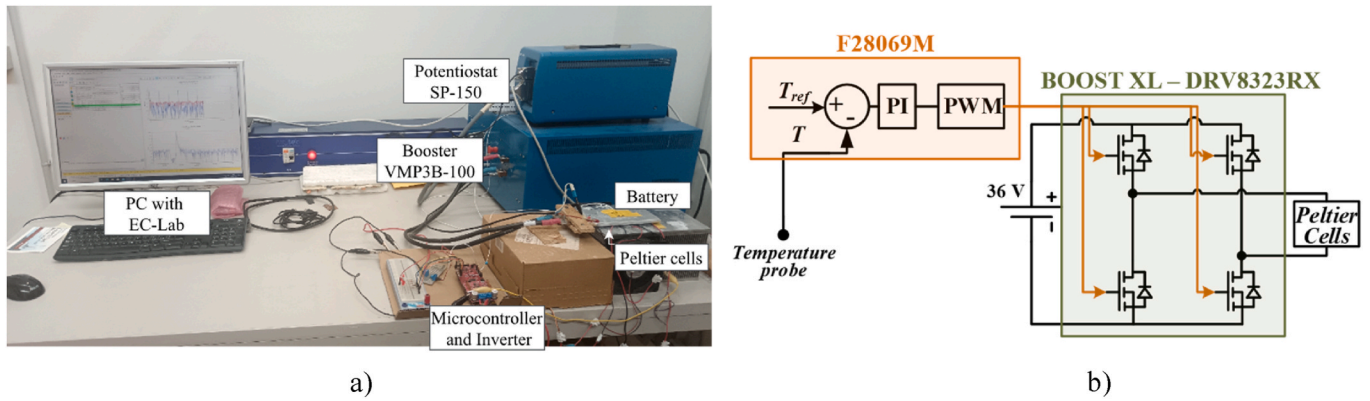 Potentiostat
SP-150
Booster
VMP3B-100
PC with
EC-Lab
Battery
Peltier cells
Microcontroller
and Inverter
a)
F28069M
T_ref
+
-
T
PI
PWM
Temperature
probe
BOOST XL – DRV8323RX
36 V
+
-
Peltier
Cells
b)